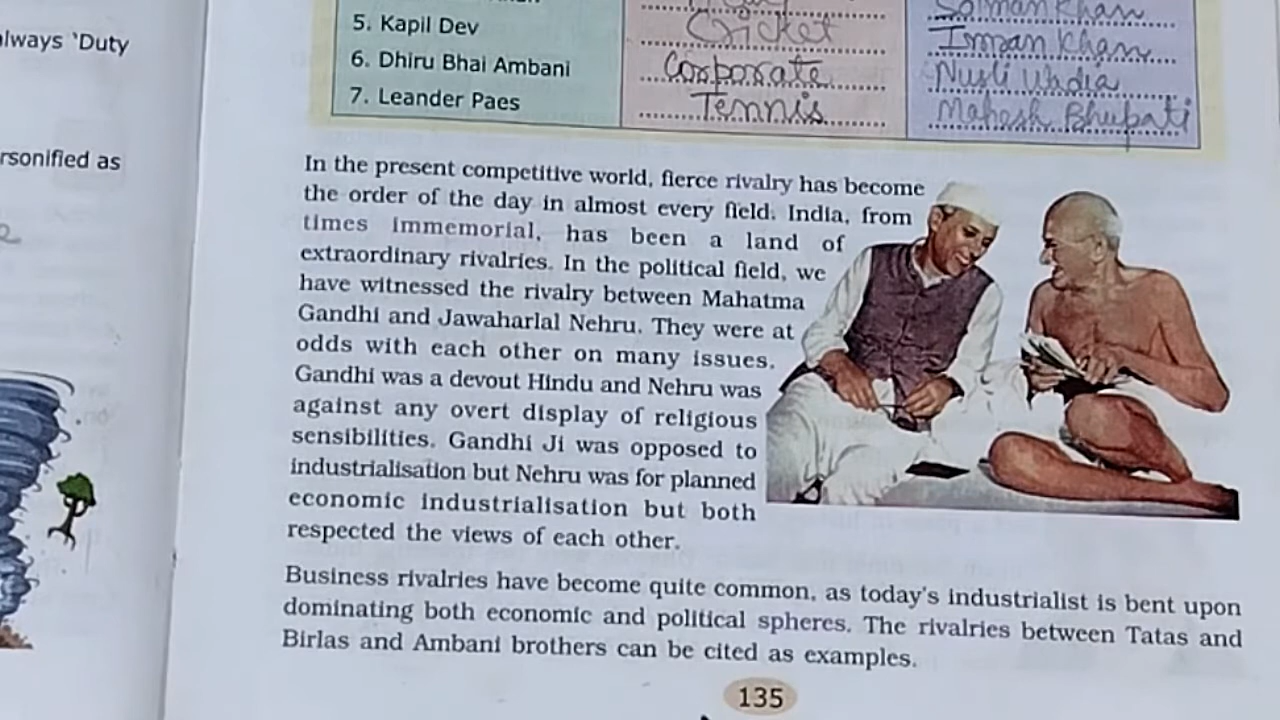 always 'Duty
5. Kapil Dev Cricket Imran Khan
6. Dhiru Bhai Ambani Corporate Nusli Wadia
7. Leander Paes Tennis Mahesh Bhupati
Salman Khan
rsonified as
In the present competitive world, fierce rivalry has become
the order of the day in almost every field. India, from
times immemorial, has been a land of
extraordinary rivalries. In the political field, we
have witnessed the rivalry between Mahatma
Gandhi and Jawaharlal Nehru. They were at
odds with each other on many issues.
Gandhi was a devout Hindu and Nehru was
against any overt display of religious
sensibilities. Gandhi Ji was opposed to
industrialisation but Nehru was for planned
economic industrialisation but both
respected the views of each other.
Business rivalries have become quite common, as today's industrialist is bent upon
dominating both economic and political spheres. The rivalries between Tatas and
Birlas and Ambani brothers can be cited as examples.
135